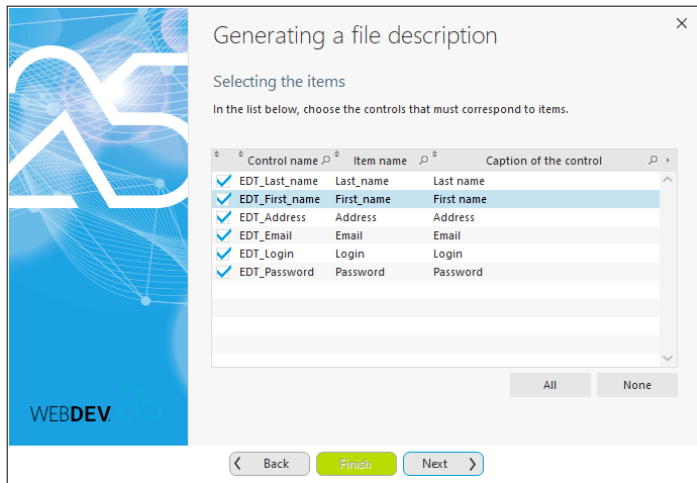 Generating a file description
Selecting the items
In the list below, choose the controls that must correspond to items.
Control name Item name Caption of the control
EDT_Last_name Last_name Last name
EDT_First_name First_name First name
EDT_Address Address Address
EDT_Email Email Email
EDT_Login Login Login
EDT_Password Password Password
All None
WEBDEV 25
Back Finish Next